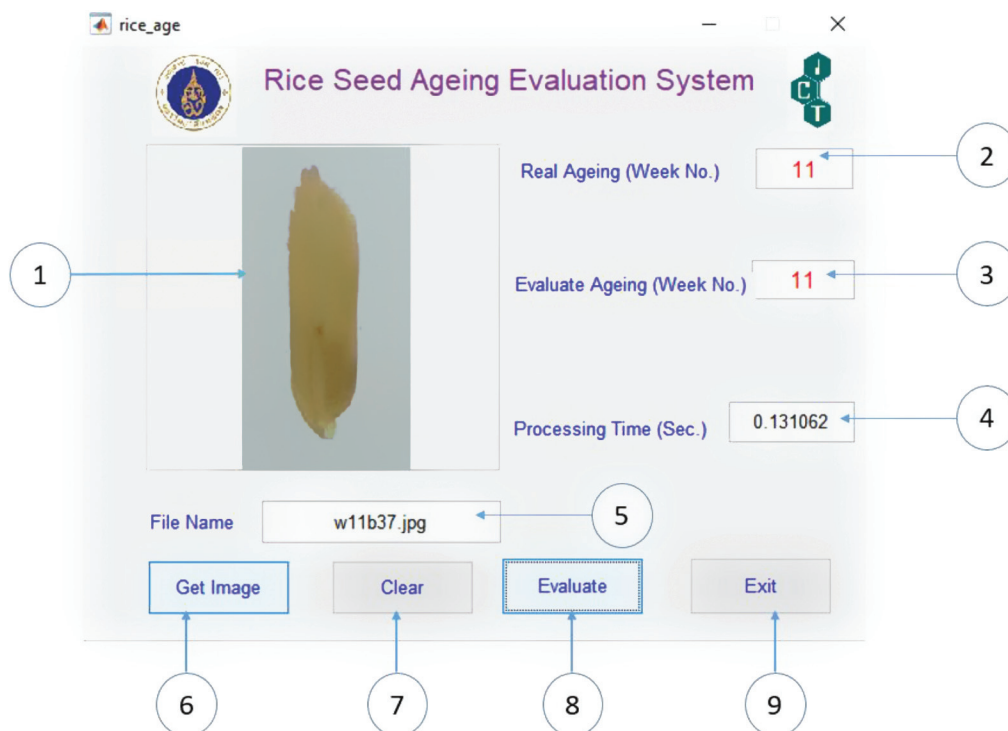 rice_age
Rice Seed Ageing Evaluation System
J
C
T
Real Ageing (Week No.)
11
2
1
Evaluate Ageing (Week No.)
11
3
Processing Time (Sec.)
0.131062
4
File Name
w11b37.jpg
5
Get Image
Clear
Evaluate
Exit
6
7
8
9